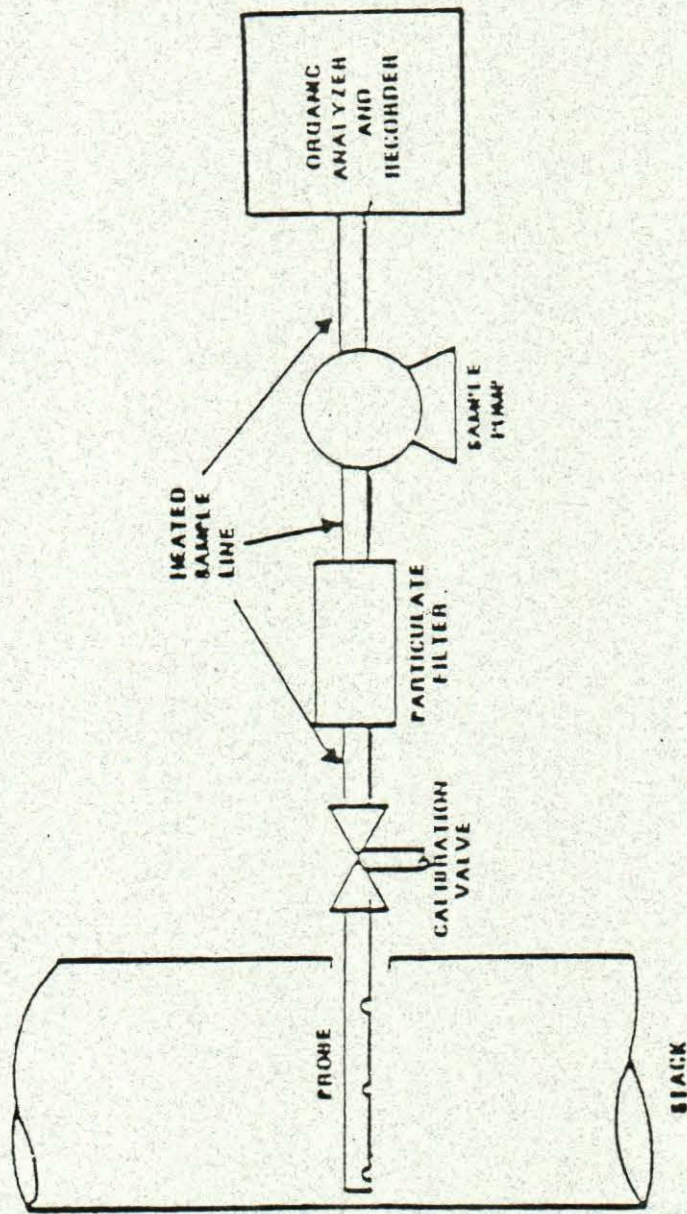 ORGANIC
ANALYZER
AND
RECORDER
HEATED
SAMPLE
LINE
SAMPLE
PUMP
PARTICULATE
FILTER
CALIBRATION
VALVE
PROBE
STACK